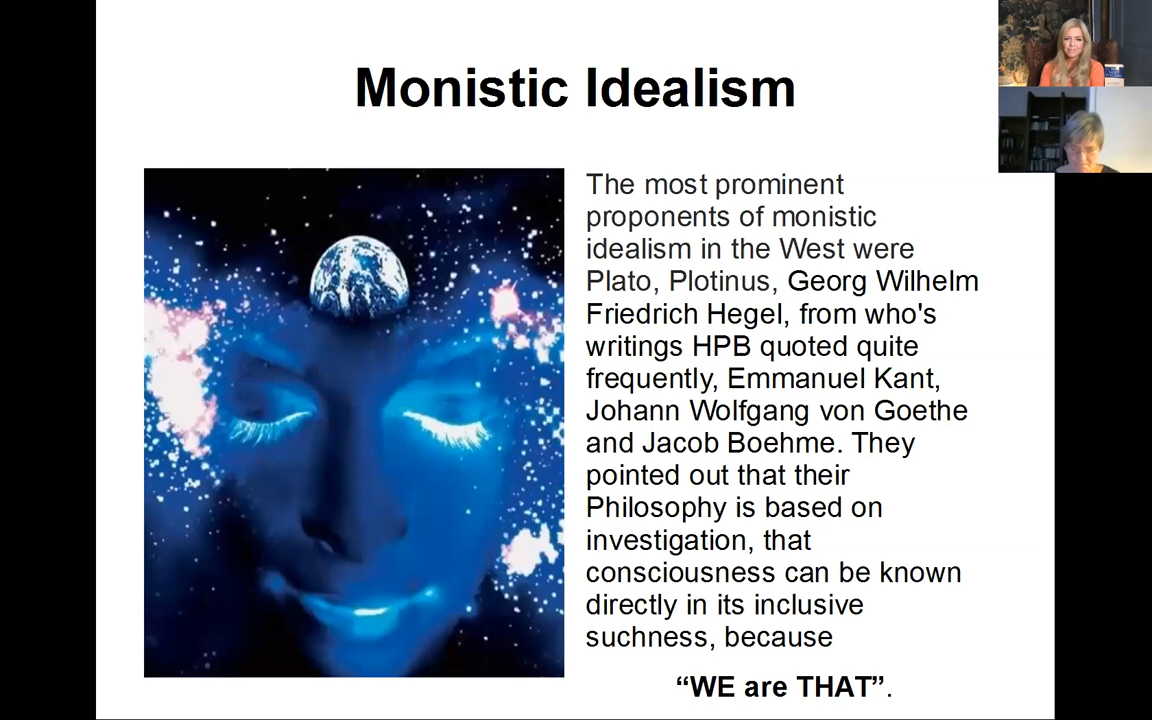 Monistic Idealism
The most prominent
proponents of monistic
idealism in the West were
Plato, Plotinus, Georg Wilhelm
Friedrich Hegel, from who's
writings HPB quoted quite
frequently, Emmanuel Kant,
Johann Wolfgang von Goethe
and Jacob Boehme. They
pointed out that their
Philosophy is based on
investigation, that
consciousness can be known
directly in its inclusive
suchness, because
“WE are THAT”.